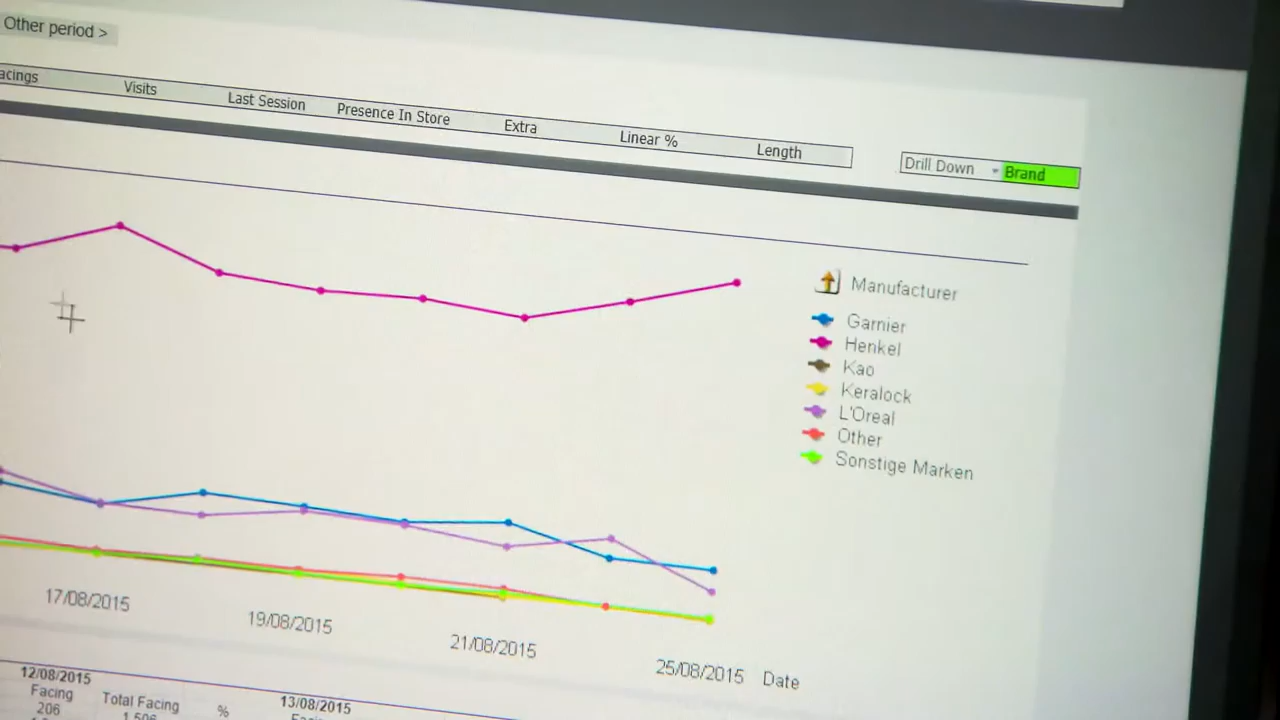 Other period >
acings Visits Last Session Presence In Store Extra Linear % Length
Drill Down Brand
Manufacturer
Garnier
Henkel
Kao
Keralock
L'Oreal
Other
Sonstige Marken
17/08/2015 19/08/2015 21/08/2015 25/08/2015 Date
12/08/2015 13/08/2015
Facing Total Facing %
206 1,506